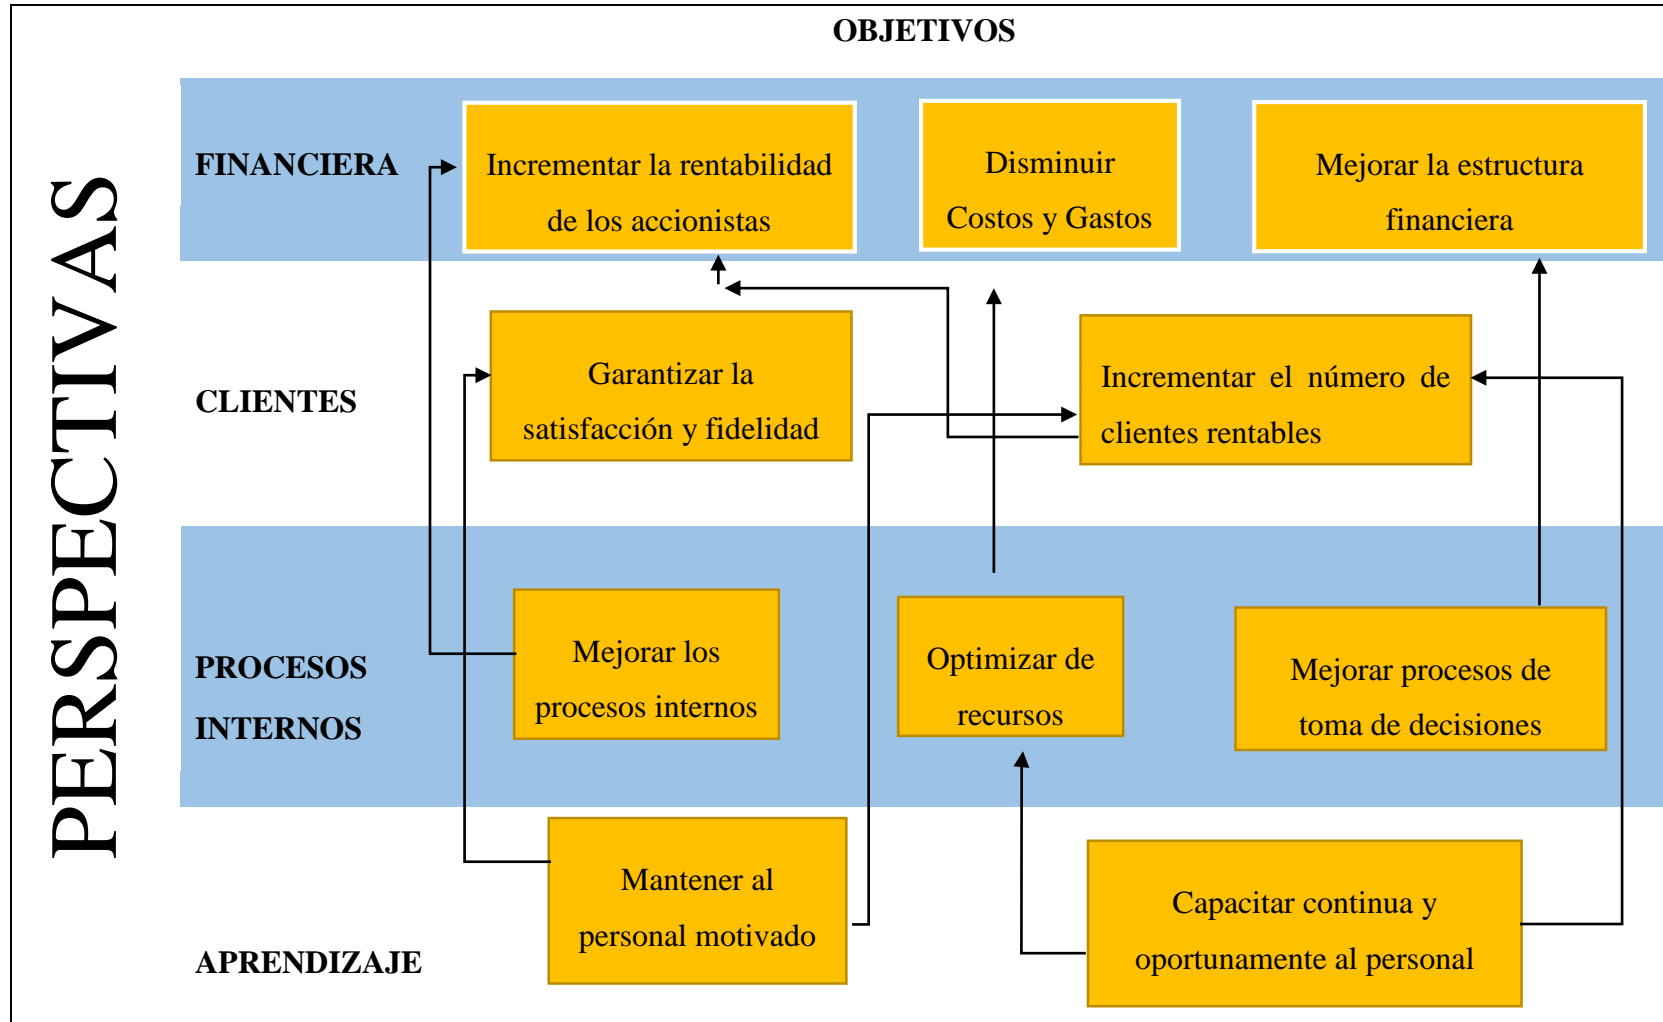 OBJETIVOS
PERSPECTIVAS
FINANCIERA
Incrementar la rentabilidad
de los accionistas
Disminuir
Costos y Gastos
Mejorar la estructura
financiera
CLIENTES
Garantizar la
satisfacción y fidelidad
Incrementar el número de
clientes rentables
PROCESOS
INTERNOS
Mejorar los
procesos internos
Optimizar de
recursos
Mejorar procesos de
toma de decisiones
APRENDIZAJE
Mantener al
personal motivado
Capacitar continua y
oportunamente al personal